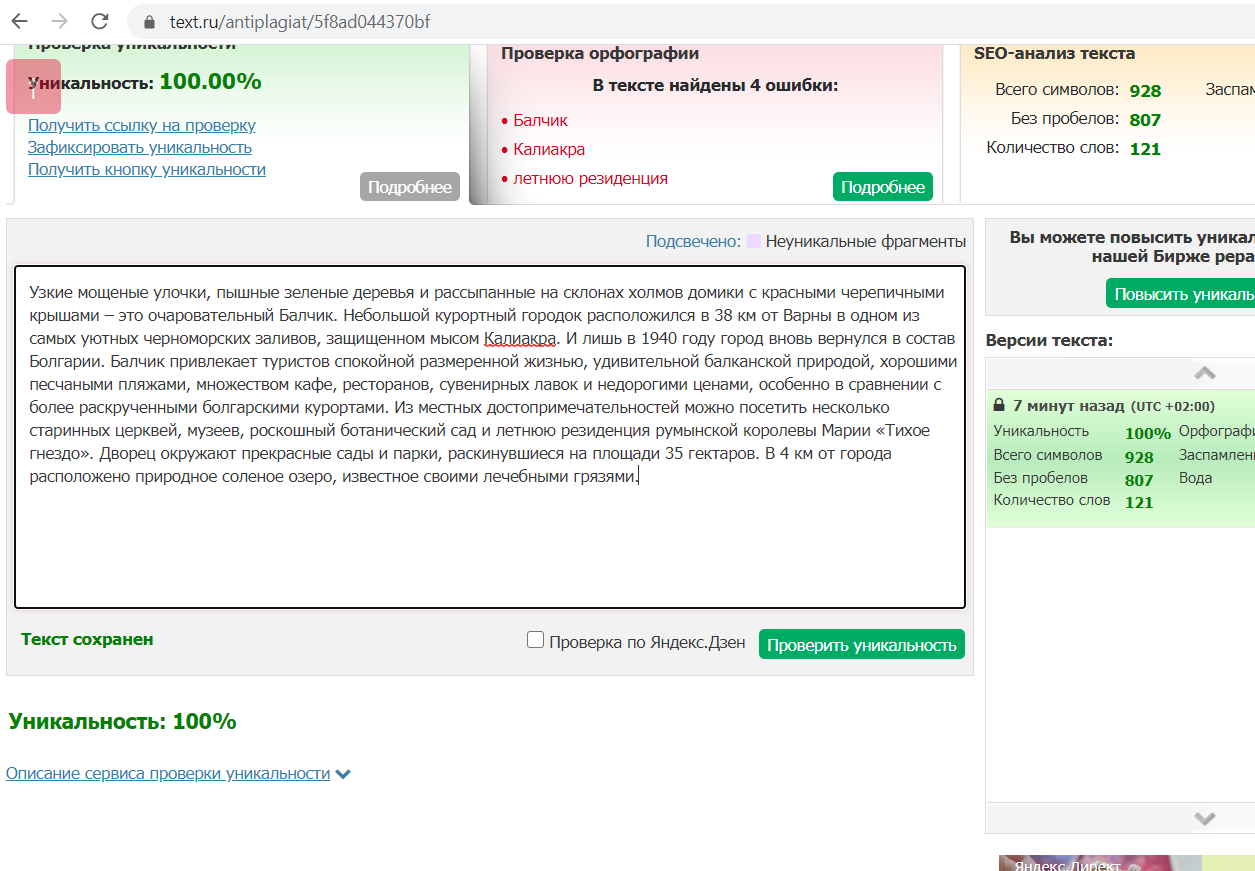 text.ru/antiplagiat/5f8ad044370bf
Проверка уникальности
Уникальность: 100.00%
Получить ссылку на проверку
Зафиксировать уникальность
Получить кнопку уникальности
Подробнее
Проверка орфографии
В тексте найдены 4 ошибки:
• Балчик
• Калиакра
• летнюю резиденция
Подробнее
SEO-анализ текста
Всего символов: 928 Заспам
Без пробелов: 807
Количество слов: 121
Подсвечено: Неуникальные фрагменты
Узкие мощеные улочки, пышные зеленые деревья и рассыпанные на склонах холмов домики с красными черепичными
крышами – это очаровательный Балчик. Небольшой курортный городок расположился в 38 км от Варны в одном из
самых уютных черноморских заливов, защищенном мысом Калиакра. И лишь в 1940 году город вновь вернулся в состав
Болгарии. Балчик привлекает туристов спокойной размеренной жизнью, удивительной балканской природой, хорошими
песчаными пляжами, множеством кафе, ресторанов, сувенирных лавок и недорогими ценами, особенно в сравнении с
более раскрученными болгарскими курортами. Из местных достопримечательностей можно посетить несколько
старинных церквей, музеев, роскошный ботанический сад и летнюю резиденция румынской королевы Марии «Тихое
гнездо». Дворец окружают прекрасные сады и парки, раскинувшиеся на площади 35 гектаров. В 4 км от города
расположено природное соленое озеро, известное своими лечебными грязями.
Текст сохранен
Проверка по Яндекс.Дзен
Проверить уникальность
Уникальность: 100%
Описание сервиса проверки уникальности
Вы можете повысить уникал
нашей Бирже рера
Повысить уникаль
Версии текста:
7 минут назад (UTC +02:00)
Уникальность 100% Орфографи
Всего символов 928 Заспамлен
Без пробелов 807 Вода
Количество слов 121
Яндекс.Директ